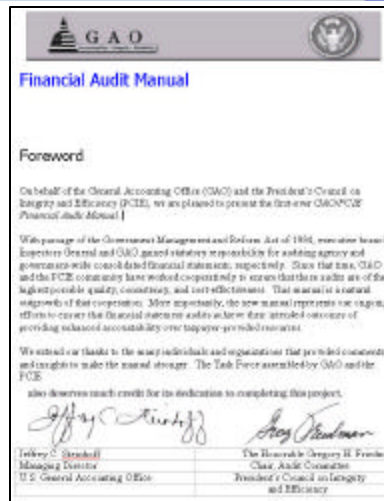 GAO
Financial Audit Manual
Foreword
On behalf of the General Accounting Office (GAO) and the President's Council on
Integrity and Efficiency (PCIE), we are pleased to present the first-ever GAO/PCIE
Financial Audit Manual.
With passage of the Government Management and Reform Act of 1994, executive branch
Inspectors General and GAO gained statutory responsibility for auditing agency and
government-wide consolidated financial statements, respectively. Since that time, GAO
and the PCIE community have worked cooperatively to ensure that these audits are of the
highest possible quality, consistency, and cost-effectiveness. This manual is a natural
outgrowth of this cooperation. More importantly, the new manual represents our ongoing
efforts to ensure that financial statement audits achieve their intended outcome of
providing enhanced accountability over taxpayer-provided resources.
We extend our thanks to the many individuals and organizations that provided comments
and insights to make the manual stronger. The Task Force assembled by GAO and the
PCIE
also deserves much credit for its dedication to completing this project.
Jeffrey C. Steinhoff
The Honorable Gregory H. Friedm
Managing Director
Chair, Audit Committee
U.S. General Accounting Office
President's Council on Integrity
and Efficiency